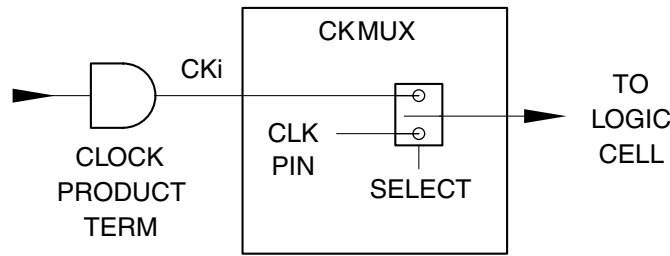 CKMUX
CKi
CLK
PIN
SELECT
CLOCK
PRODUCT
TERM
TO
LOGIC
CELL